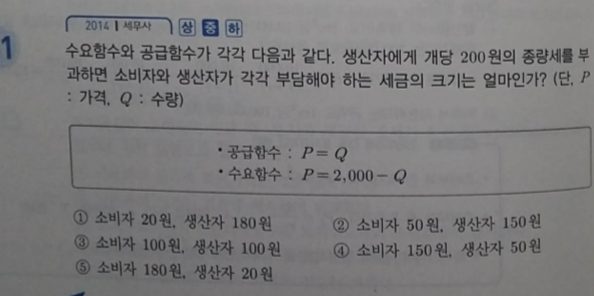 1
2014 | 세무사 상 중 하
수요함수와 공급함수가 각각 다음과 같다. 생산자에게 개당 200원의 종량세를 부
과하면 소비자와 생산자가 각각 부담해야 하는 세금의 크기는 얼마인가? (단, P
: 가격, Q : 수량)
• 공급함수 : P = Q
• 수요함수 : P = 2,000 - Q
① 소비자 20원, 생산자 180원 ② 소비자 50원, 생산자 150원
③ 소비자 100원, 생산자 100원 ④ 소비자 150원, 생산자 50원
⑤ 소비자 180원, 생산자 20원